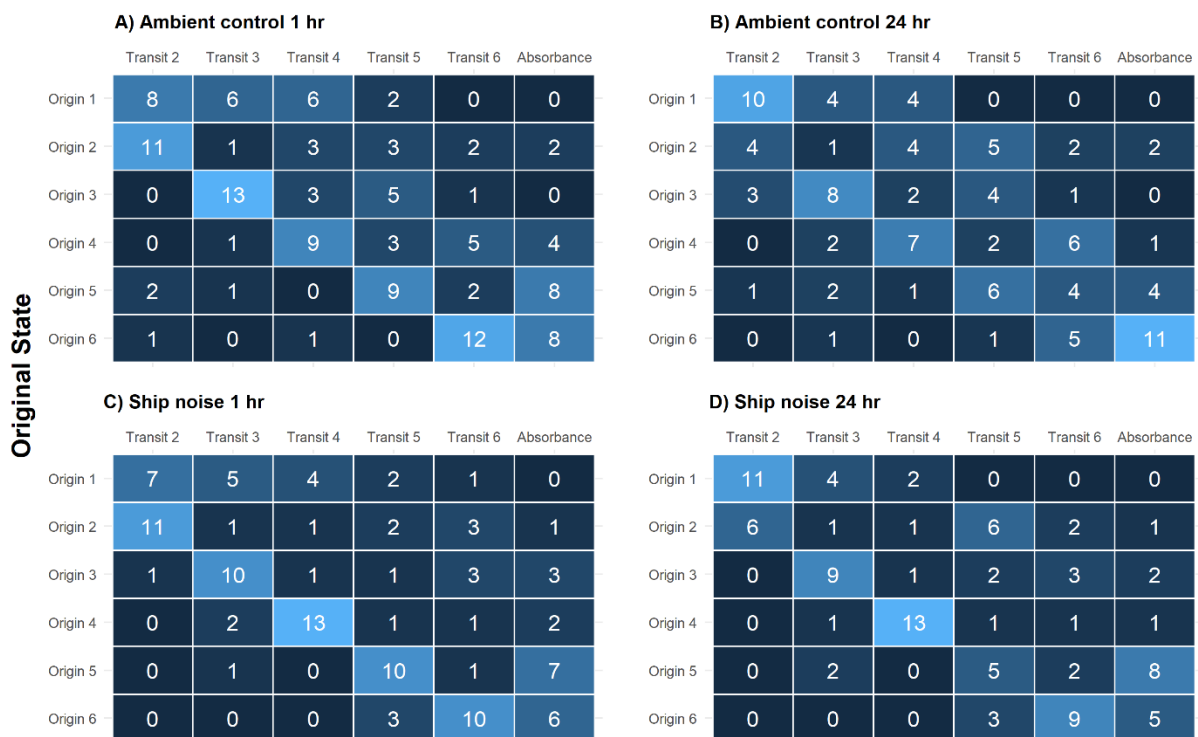 A) Ambient control 1 hr
Transit 2 Transit 3 Transit 4 Transit 5 Transit 6 Absorbance
Origin 1 8 6 6 2 0 0
Origin 2 11 1 3 3 2 2
Origin 3 0 13 3 5 1 0
Origin 4 0 1 9 3 5 4
Origin 5 2 1 0 9 2 8
Origin 6 1 0 1 0 12 8
B) Ambient control 24 hr
Transit 2 Transit 3 Transit 4 Transit 5 Transit 6 Absorbance
Origin 1 10 4 4 0 0 0
Origin 2 4 1 4 5 2 2
Origin 3 3 8 2 4 1 0
Origin 4 0 2 7 2 6 1
Origin 5 1 2 1 6 4 4
Origin 6 0 1 0 1 5 11
Original State
C) Ship noise 1 hr
Transit 2 Transit 3 Transit 4 Transit 5 Transit 6 Absorbance
Origin 1 7 5 4 2 1 0
Origin 2 11 1 1 2 3 1
Origin 3 1 10 1 1 3 3
Origin 4 0 2 13 1 1 2
Origin 5 0 1 0 10 1 7
Origin 6 0 0 0 3 10 6
D) Ship noise 24 hr
Transit 2 Transit 3 Transit 4 Transit 5 Transit 6 Absorbance
Origin 1 11 4 2 0 0 0
Origin 2 6 1 1 6 2 1
Origin 3 0 9 1 2 3 2
Origin 4 0 1 13 1 1 1
Origin 5 0 2 0 5 2 8
Origin 6 0 0 0 3 9 5